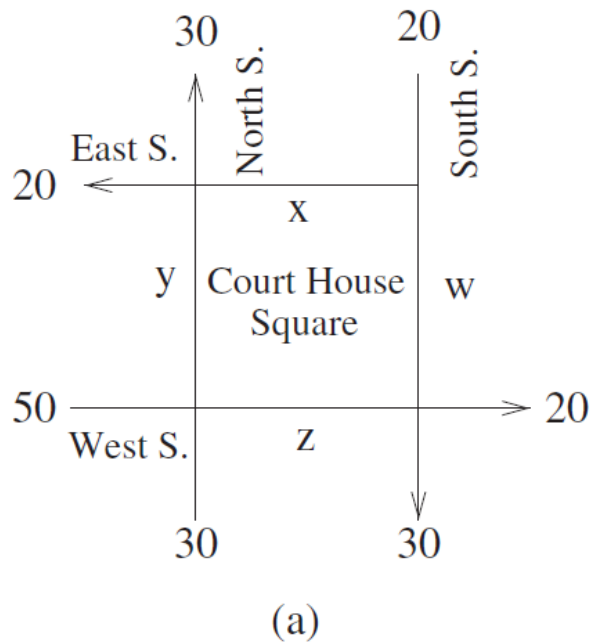 30
20
North S.
South S.
East S.
20
x
y
Court House
w
Square
50
20
West S.
z
30
30
(a)